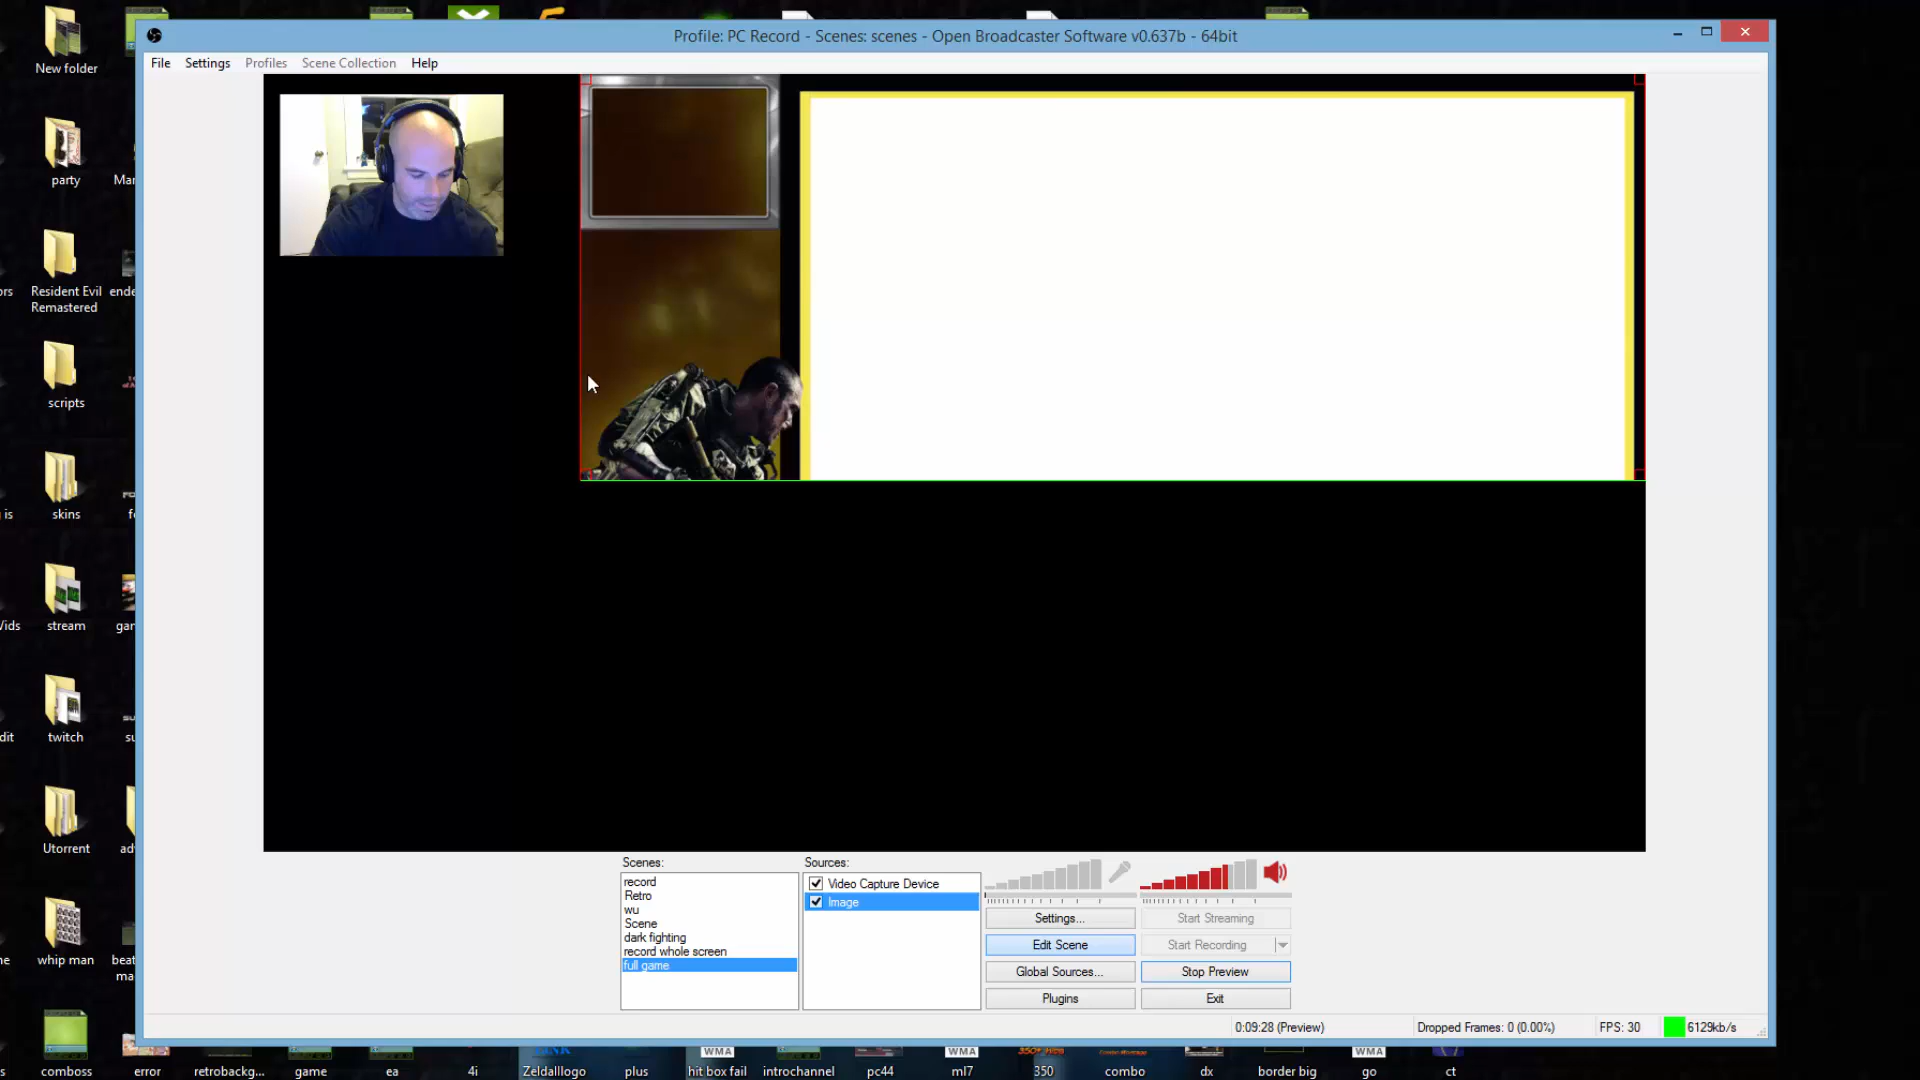 Profile: PC Record - Scenes: scenes - Open Broadcaster Software v0.637b - 64bit
File Settings Profiles Scene Collection Help
New folder
party
Resident Evil
Remastered
scripts
skins
stream
twitch
Utorrent
whip man
comboss
Scenes:
record
Retro
wu
Scene
dark fighting
record whole screen
full game
Sources:
Video Capture Device
Image
Settings...
Edit Scene
Global Sources...
Plugins
Start Streaming
Start Recording
Stop Preview
Exit
0:09:28 (Preview)
Dropped Frames: 0 (0.00%)
FPS: 30
6129kb/s
WMA
WMA
WMA
error
retrobackg...
game
ea
4i
Zeldalllogo
plus
hit box fail
introchannel
pc44
ml7
350
combo
dx
border big
go
ct